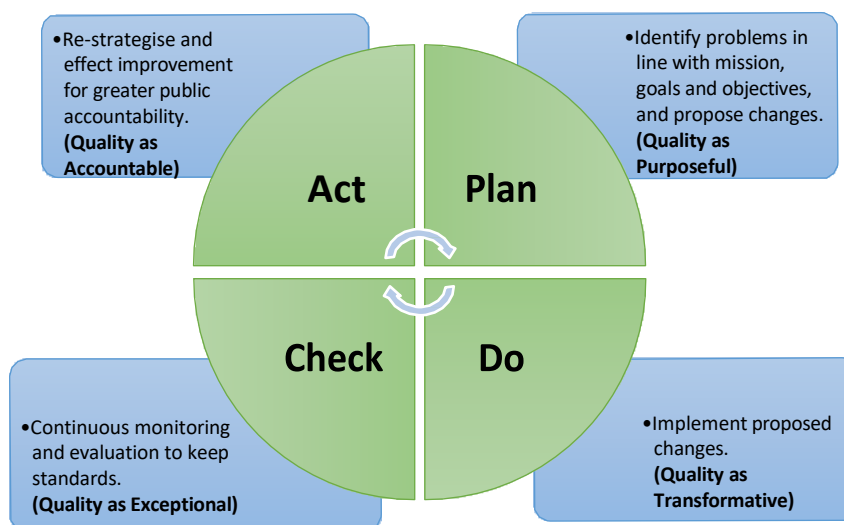 •Re-strategise and
effect improvement
for greater public
accountability.
(Quality as
Accountable)
•Identify problems in
line with mission,
goals and objectives,
and propose changes.
(Quality as
Purposeful)
Act
Plan
Check
Do
•Continuous monitoring
and evaluation to keep
standards.
(Quality as Exceptional)
•Implement proposed
changes.
(Quality as
Transformative)